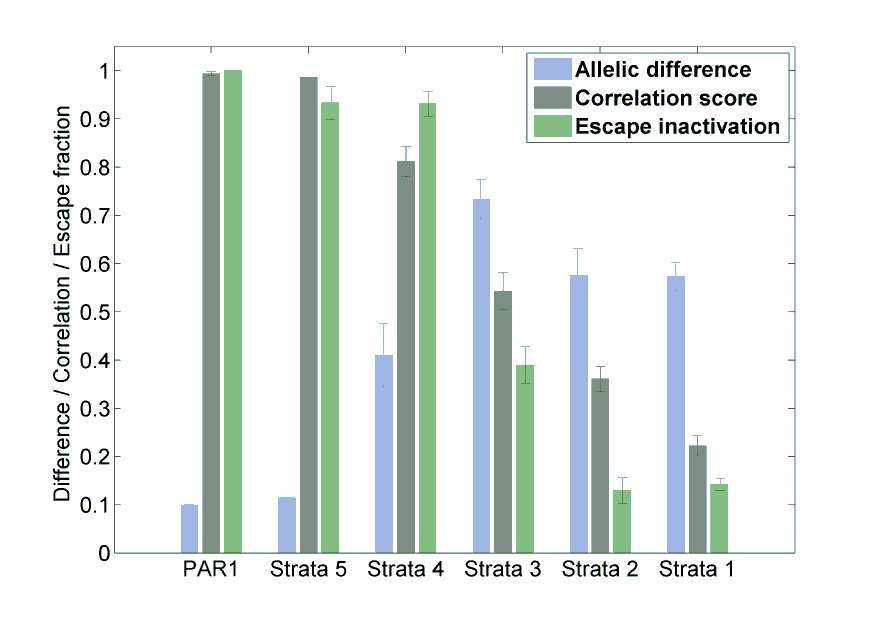 Allelic difference
Correlation score
Escape inactivation
Difference / Correlation / Escape fraction
1
0.9
0.8
0.7
0.6
0.5
0.4
0.3
0.2
0.1
0
PAR1 Strata 5 Strata 4 Strata 3 Strata 2 Strata 1